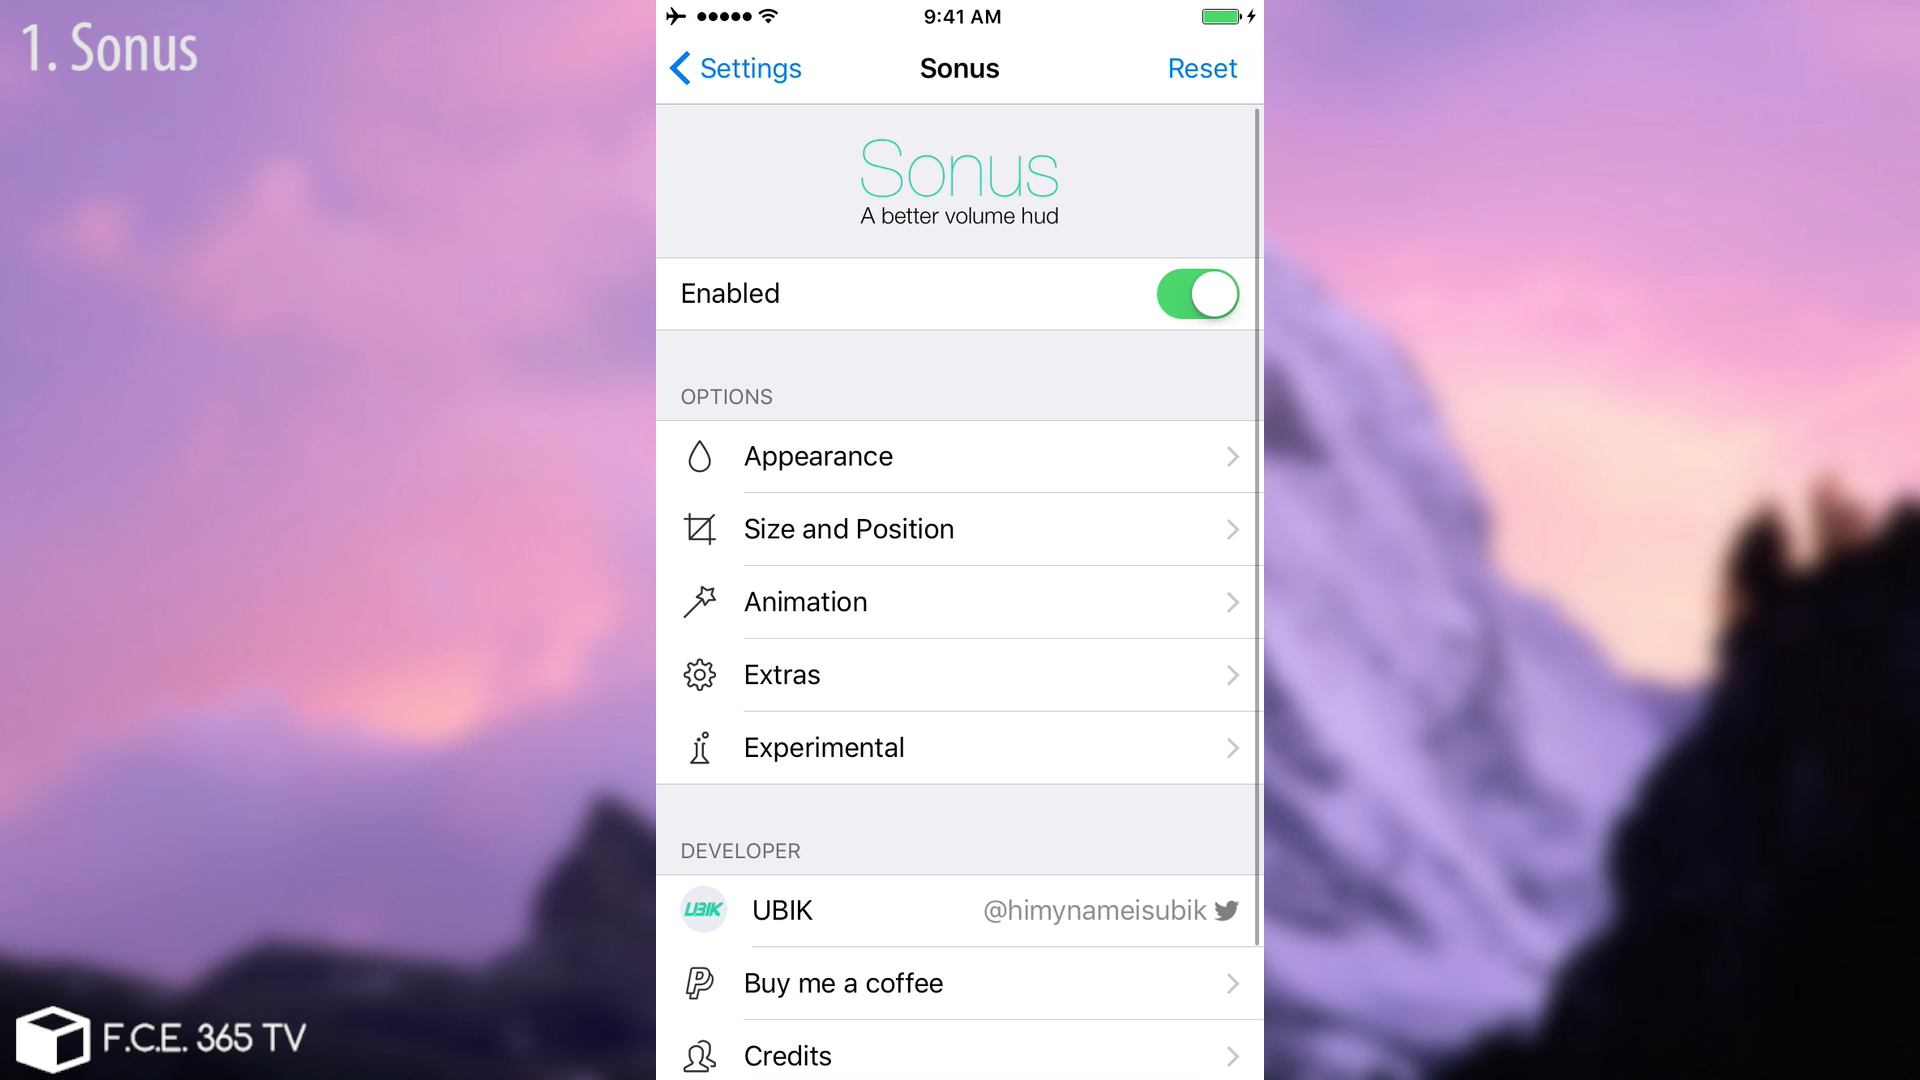 1. Sonus
9:41 AM
Settings
Sonus
Reset
Sonus
A better volume hud
Enabled
OPTIONS
Appearance
Size and Position
Animation
Extras
Experimental
DEVELOPER
UBIK
UBIK
@himynameisubik
Buy me a coffee
Credits
F.C.E. 365 TV